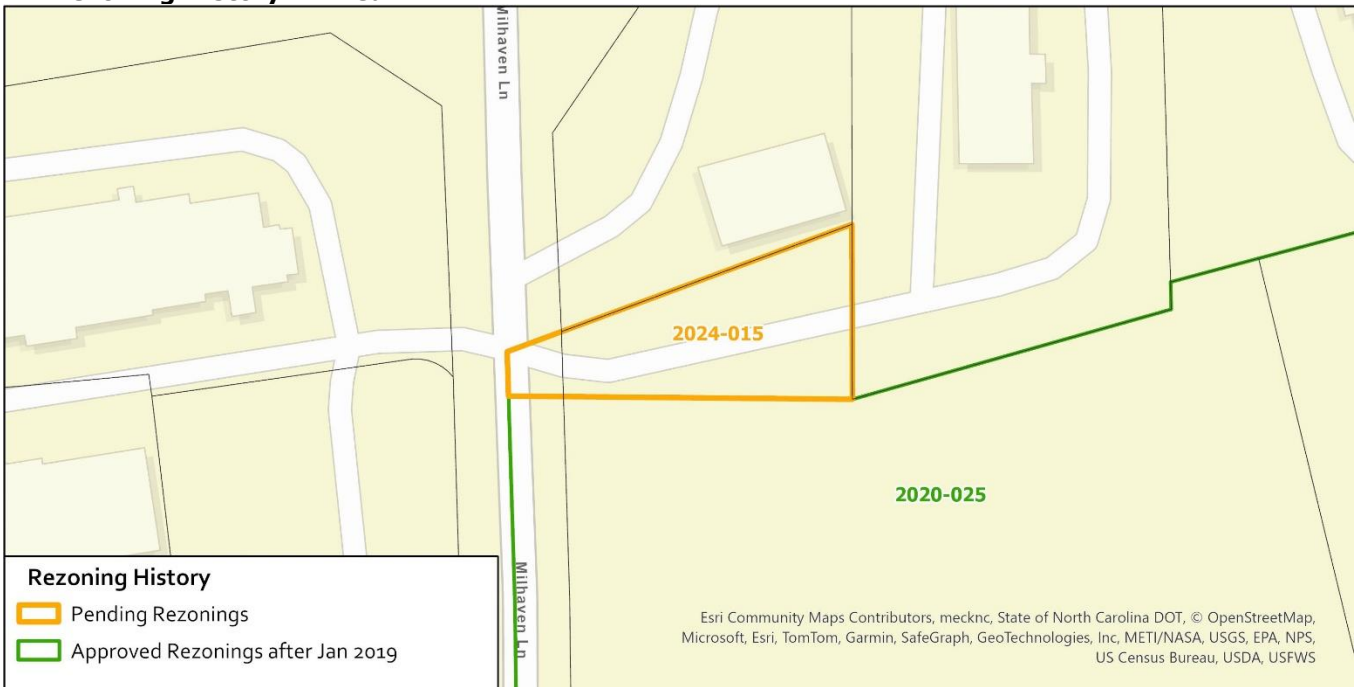 Milhaven Ln
2024-015
2020-025
Milhaven Ln
Rezoning History
Pending Rezonings
Approved Rezonings after Jan 2019
Esri Community Maps Contributors, mecknc, State of North Carolina DOT, © OpenStreetMap,
Microsoft, Esri, TomTom, Garmin, SafeGraph, GeoTechnologies, Inc, METI/NASA, USGS, EPA, NPS,
US Census Bureau, USDA, USFWS